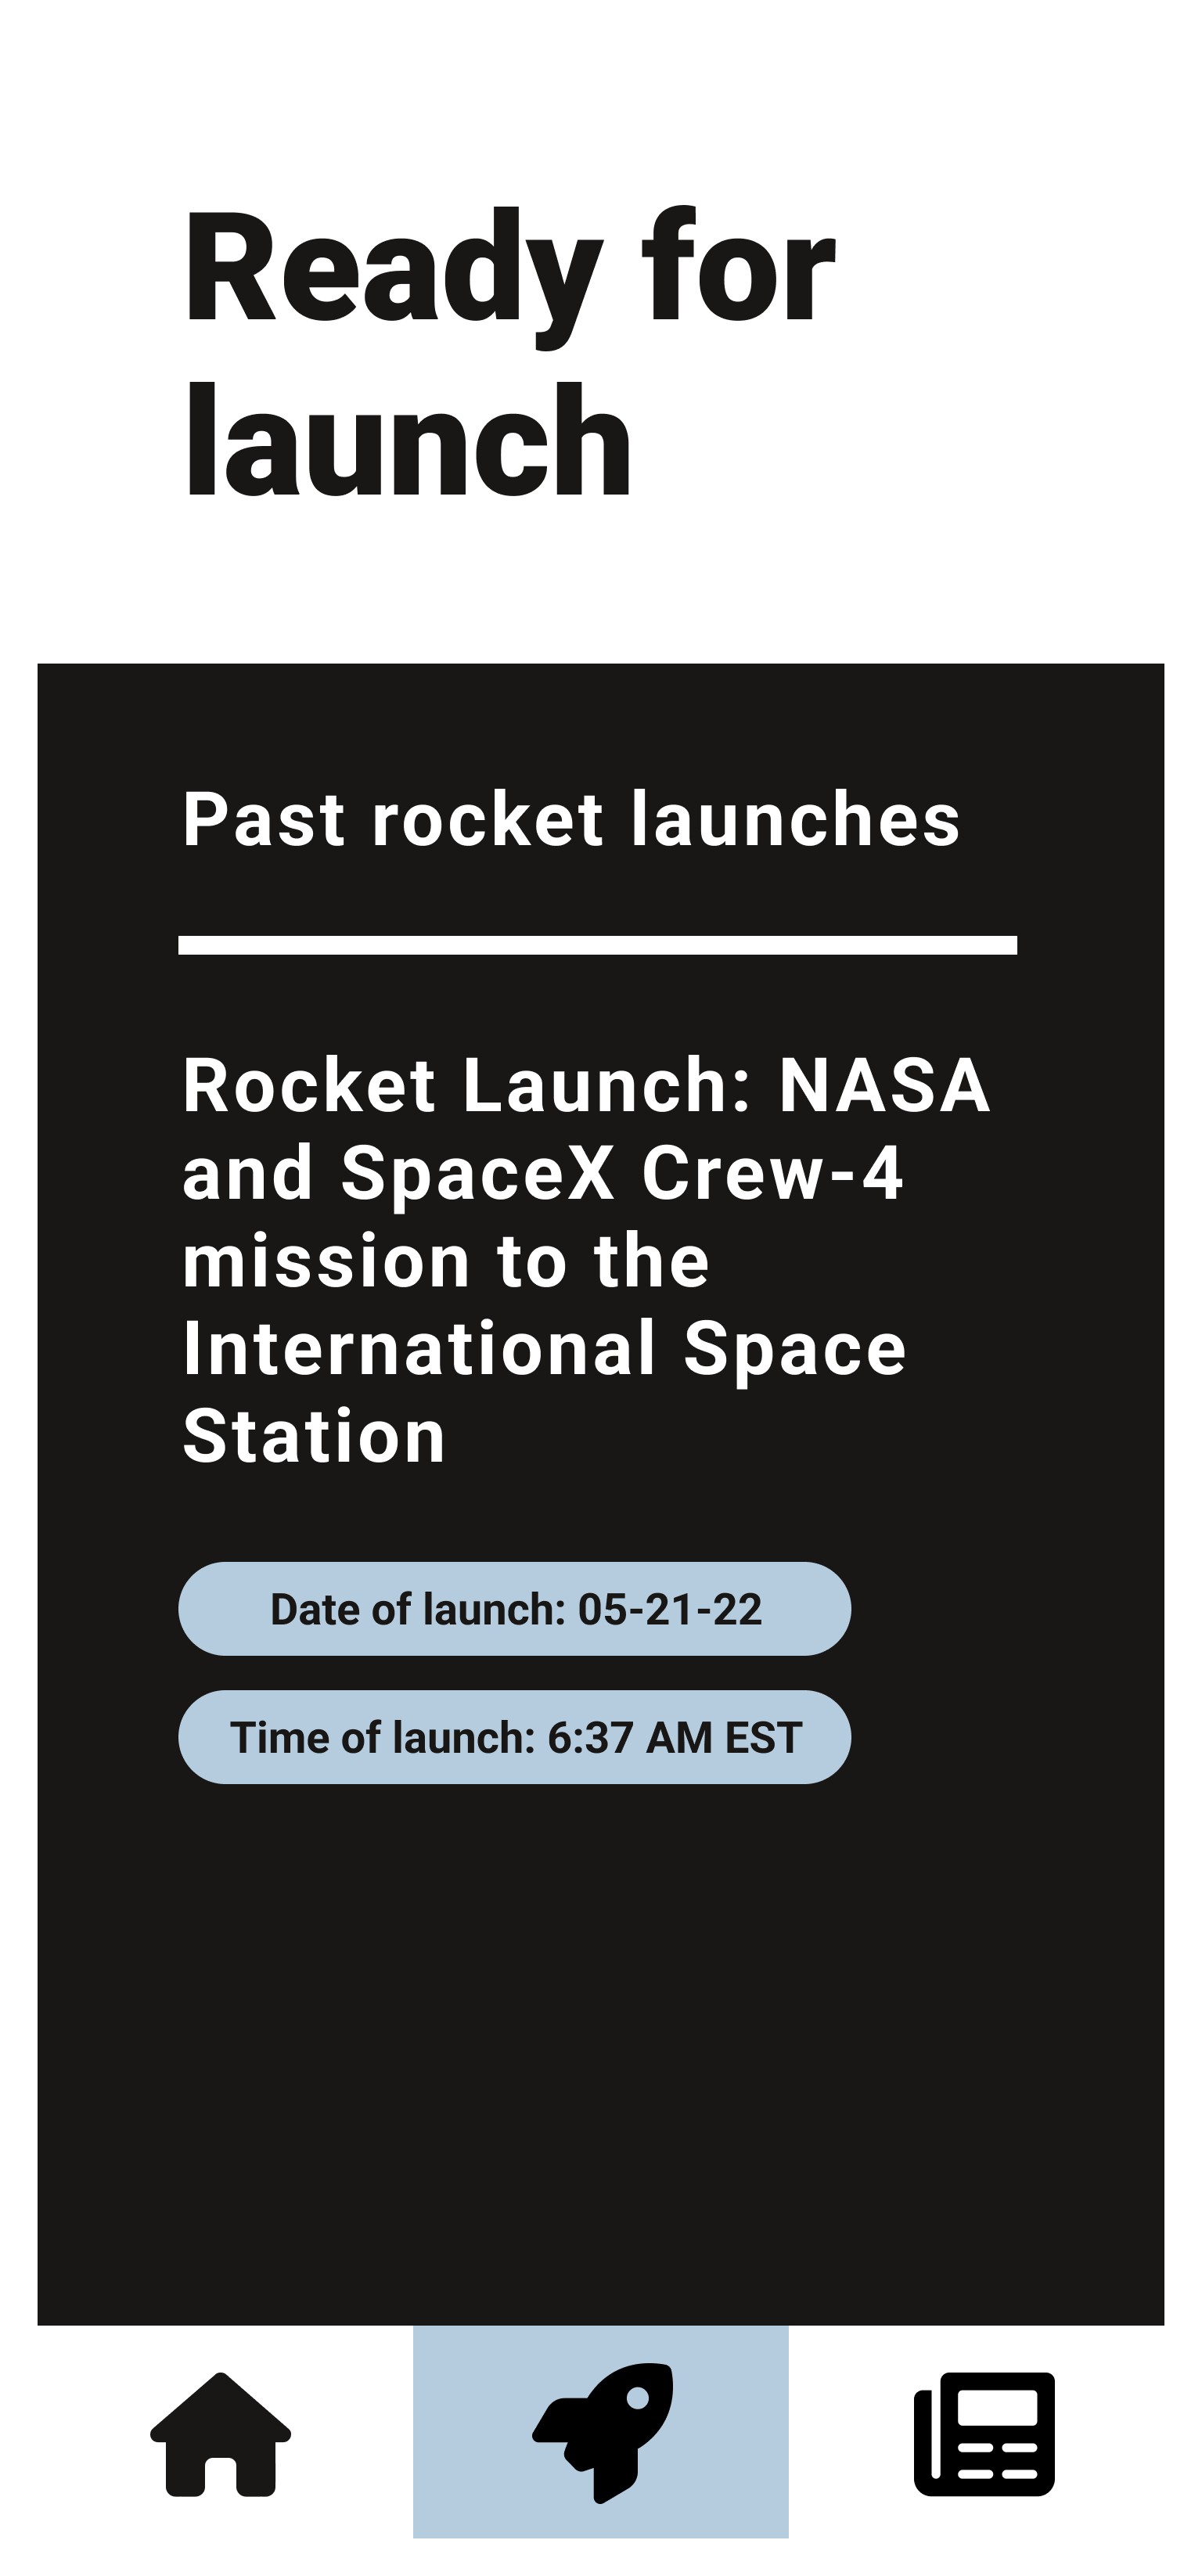 Ready for
launch
Past rocket launches
Rocket Launch: NASA
and SpaceX Crew-4
mission to the
International Space
Station
Date of launch: 05-21-22
Time of launch: 6:37 AM EST